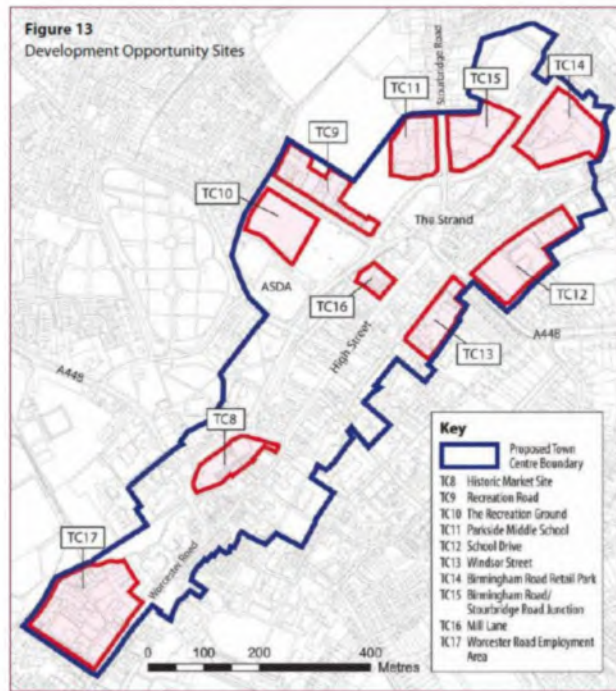 Figure 13
Development Opportunity Sites
Stourbridge Road
TC14
TC15
TC11
TC9
TC10
The Strand
ASDA
TC16
TC12
High Street
A448
TC13
A448
TC8
TC17
Worcester Road
0 100 200 400
Metres
Key
Proposed Town
Centre Boundary
TC8 Historic Market Site
TC9 Recreation Road
TC10 The Recreation Ground
TC11 Parkside Middle School
TC12 School Drive
TC13 Windsor Street
TC14 Birmingham Road Retail Park
TC15 Birmingham Road/
Stourbridge Road Junction
TC16 Mill Lane
TC17 Worcester Road Employment
Area